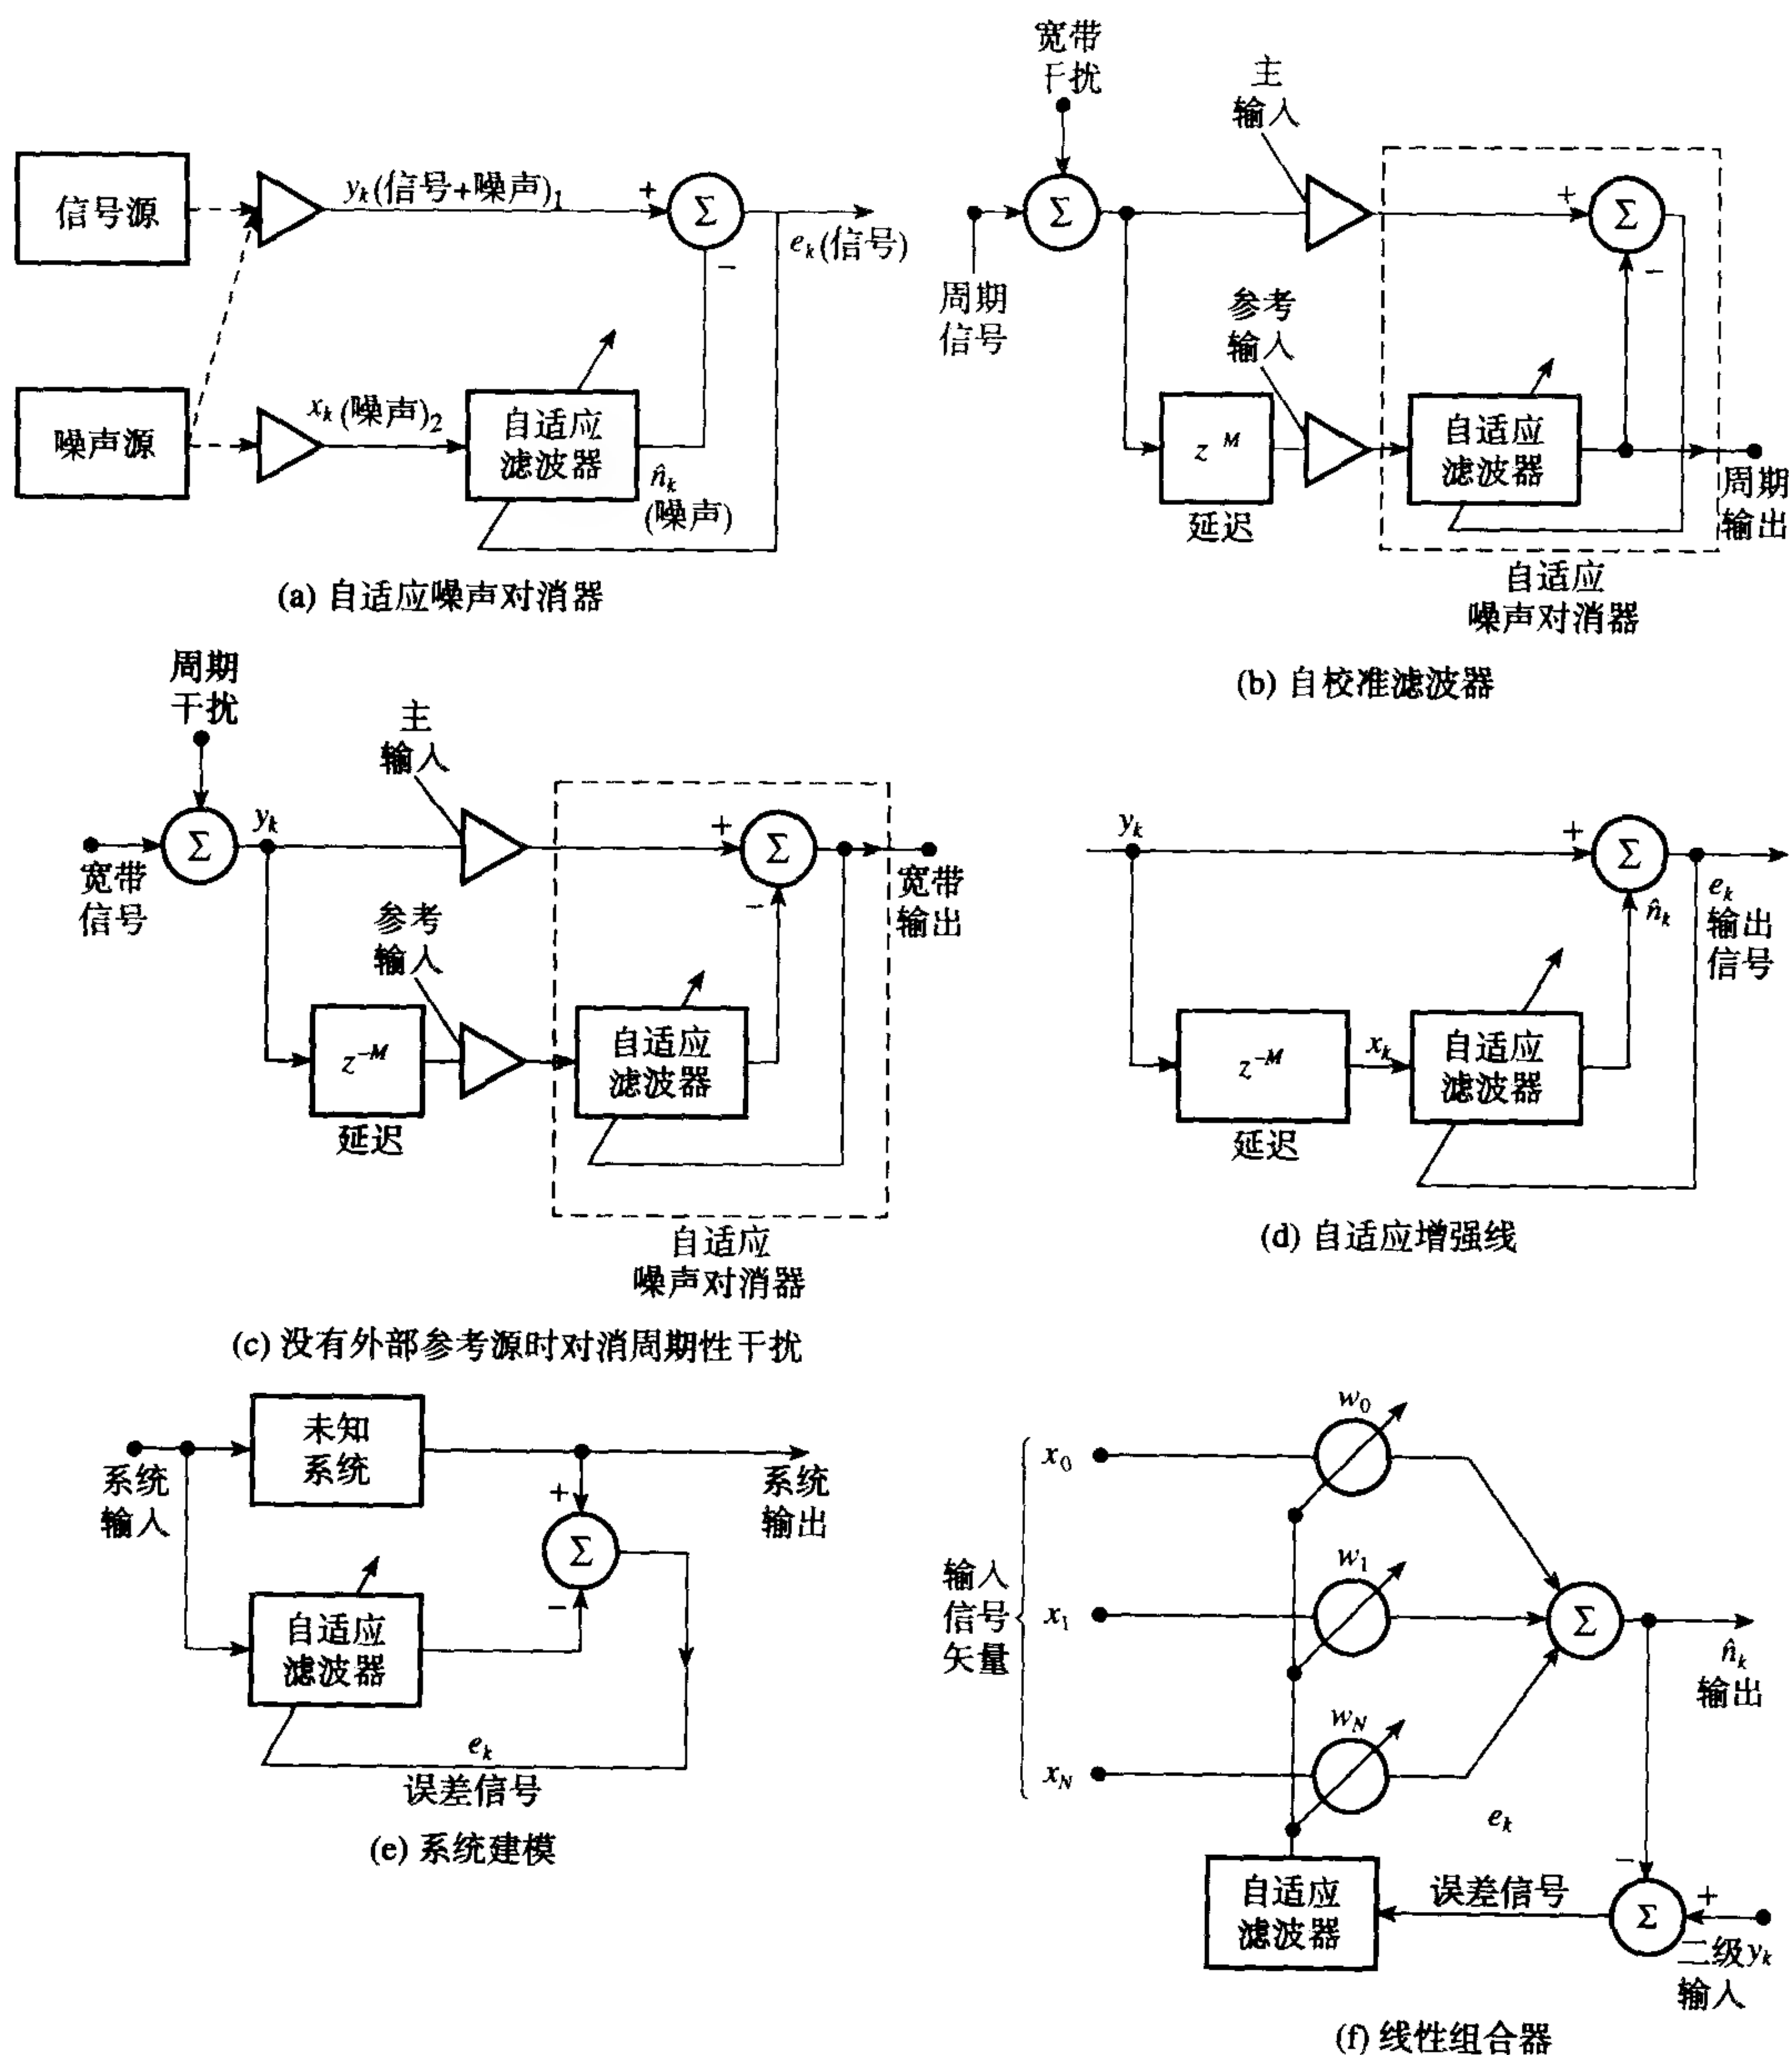 信号源
y_k(信号+噪声)_1
+
Σ
e_k(信号)
−
噪声源
x_k(噪声)_2
自适应
滤波器
n̂_k
(噪声)
(a) 自适应噪声对消器
宽带
干扰
主
输入
+
Σ
Σ
−
周期
信号
参考
输入
z^-M
延迟
自适应
滤波器
周期
输出
自适应
噪声对消器
(b) 自校准滤波器
周期
干扰
主
输入
Σ
y_k
+
Σ
−
宽带
信号
宽带
输出
参考
输入
z^-M
延迟
自适应
滤波器
自适应
噪声对消器
(c) 没有外部参考源时对消周期性干扰
y_k
+
Σ
n̂_k
e_k
输出
信号
z^-M
延迟
x_k
自适应
滤波器
(d) 自适应增强线
未知
系统
系统
输入
系统
输出
+
Σ
−
自适应
滤波器
e_k
误差信号
(e) 系统建模
w_0
x_0
w_1
x_1
w_N
x_N
输入
信号
矢量
Σ
n̂_k
输出
e_k
−
自适应
滤波器
误差信号
Σ
+
二级y_k
输入
(f) 线性组合器